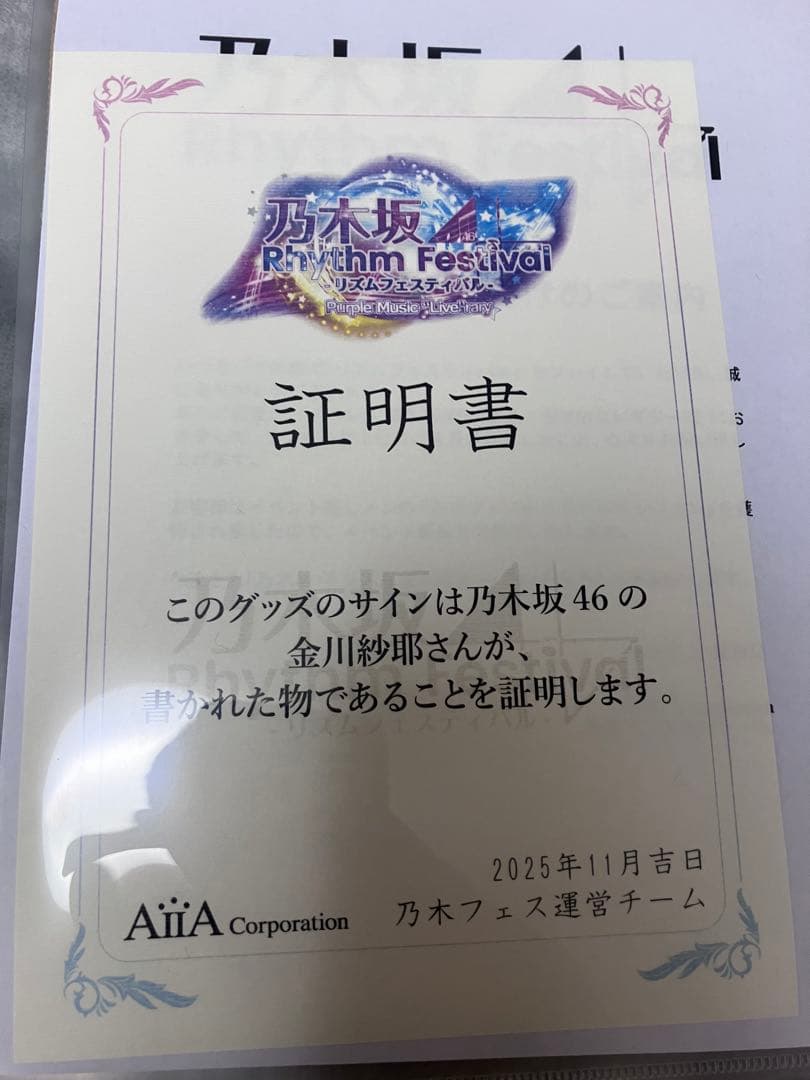 乃木坂46
Rhythm Festival
-リズムフェスティバル-
Purple Music "Live"rary
証明書
このグッズのサインは乃木坂46の
金川紗耶さんが、
書かれた物であることを証明します。
2025年11月吉日
乃木フェス運営チーム
AiiA Corporation